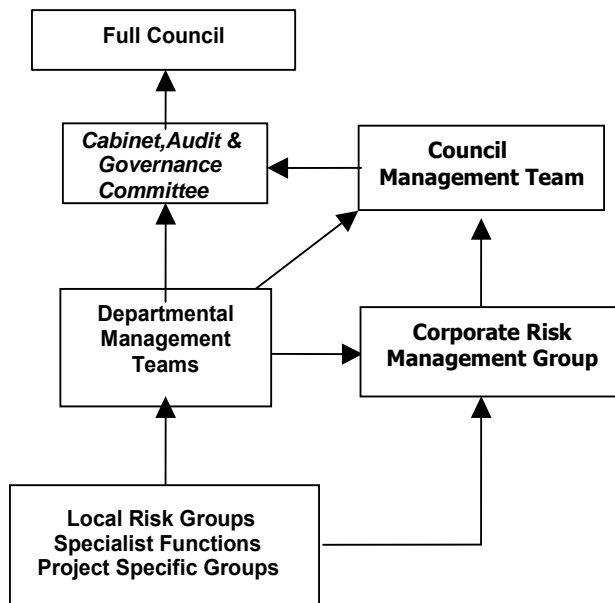 Full Council
Cabinet,Audit &
Governance
Committee
Council
Management Team
Departmental
Management
Teams
Corporate Risk
Management Group
Local Risk Groups
Specialist Functions
Project Specific Groups